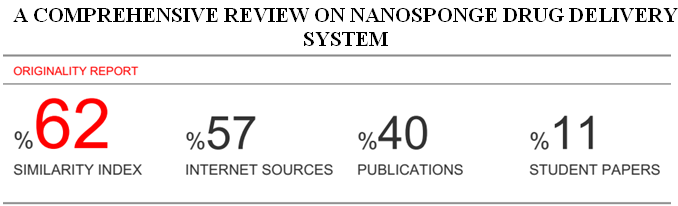 A COMPREHENSIVE REVIEW ON NANOSPONGE DRUG DELIVERY
SYSTEM
ORIGINALITY REPORT
%62 %57 %40 %11
SIMILARITY INDEX INTERNET SOURCES PUBLICATIONS STUDENT PAPERS